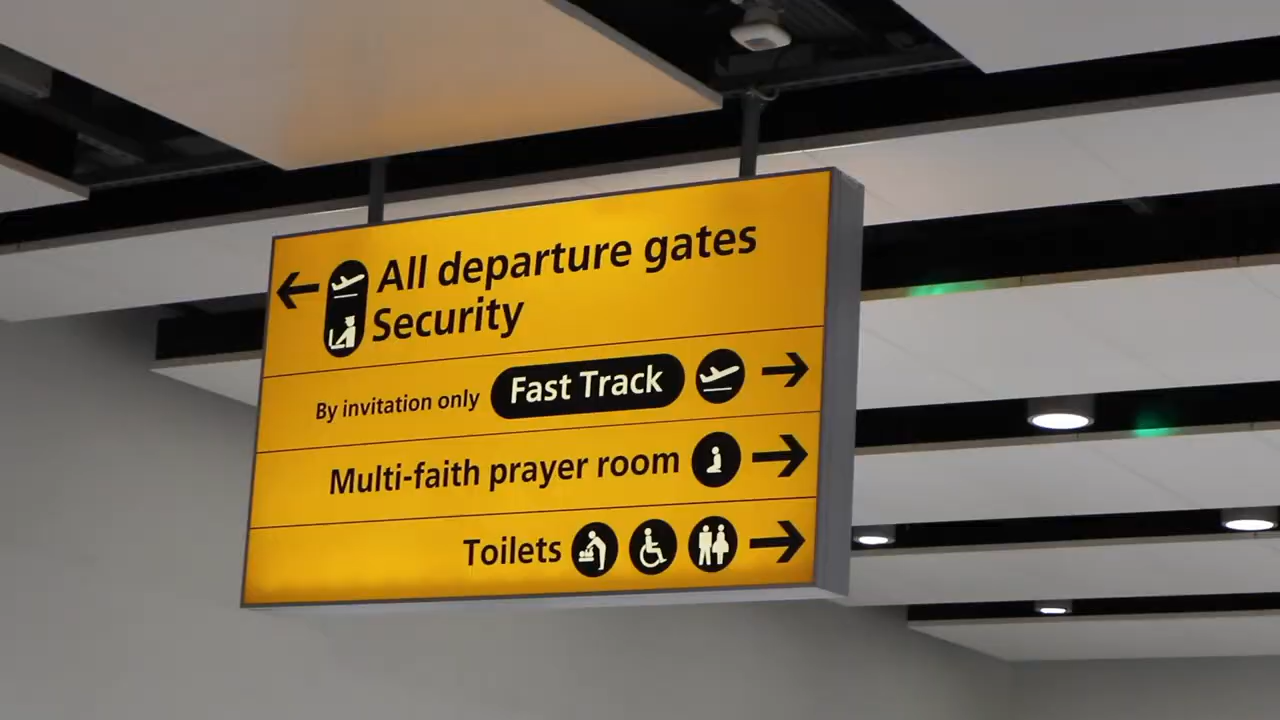 All departure gates
Security
By invitation only Fast Track
Multi-faith prayer room
Toilets